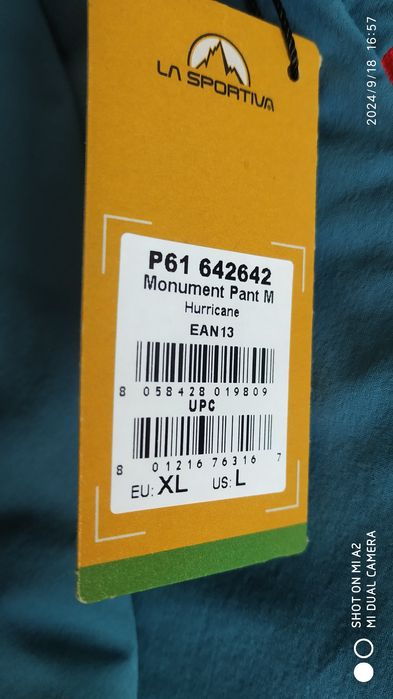 LA SPORTIVA®
P61 642642
Monument Pant M
Hurricane
EAN13
8 058428 019809
UPC
8 01216 76316 7
EU: XL US: L
2024/9/18 16:57
SHOT ON MI A2
MI DUAL CAMERA